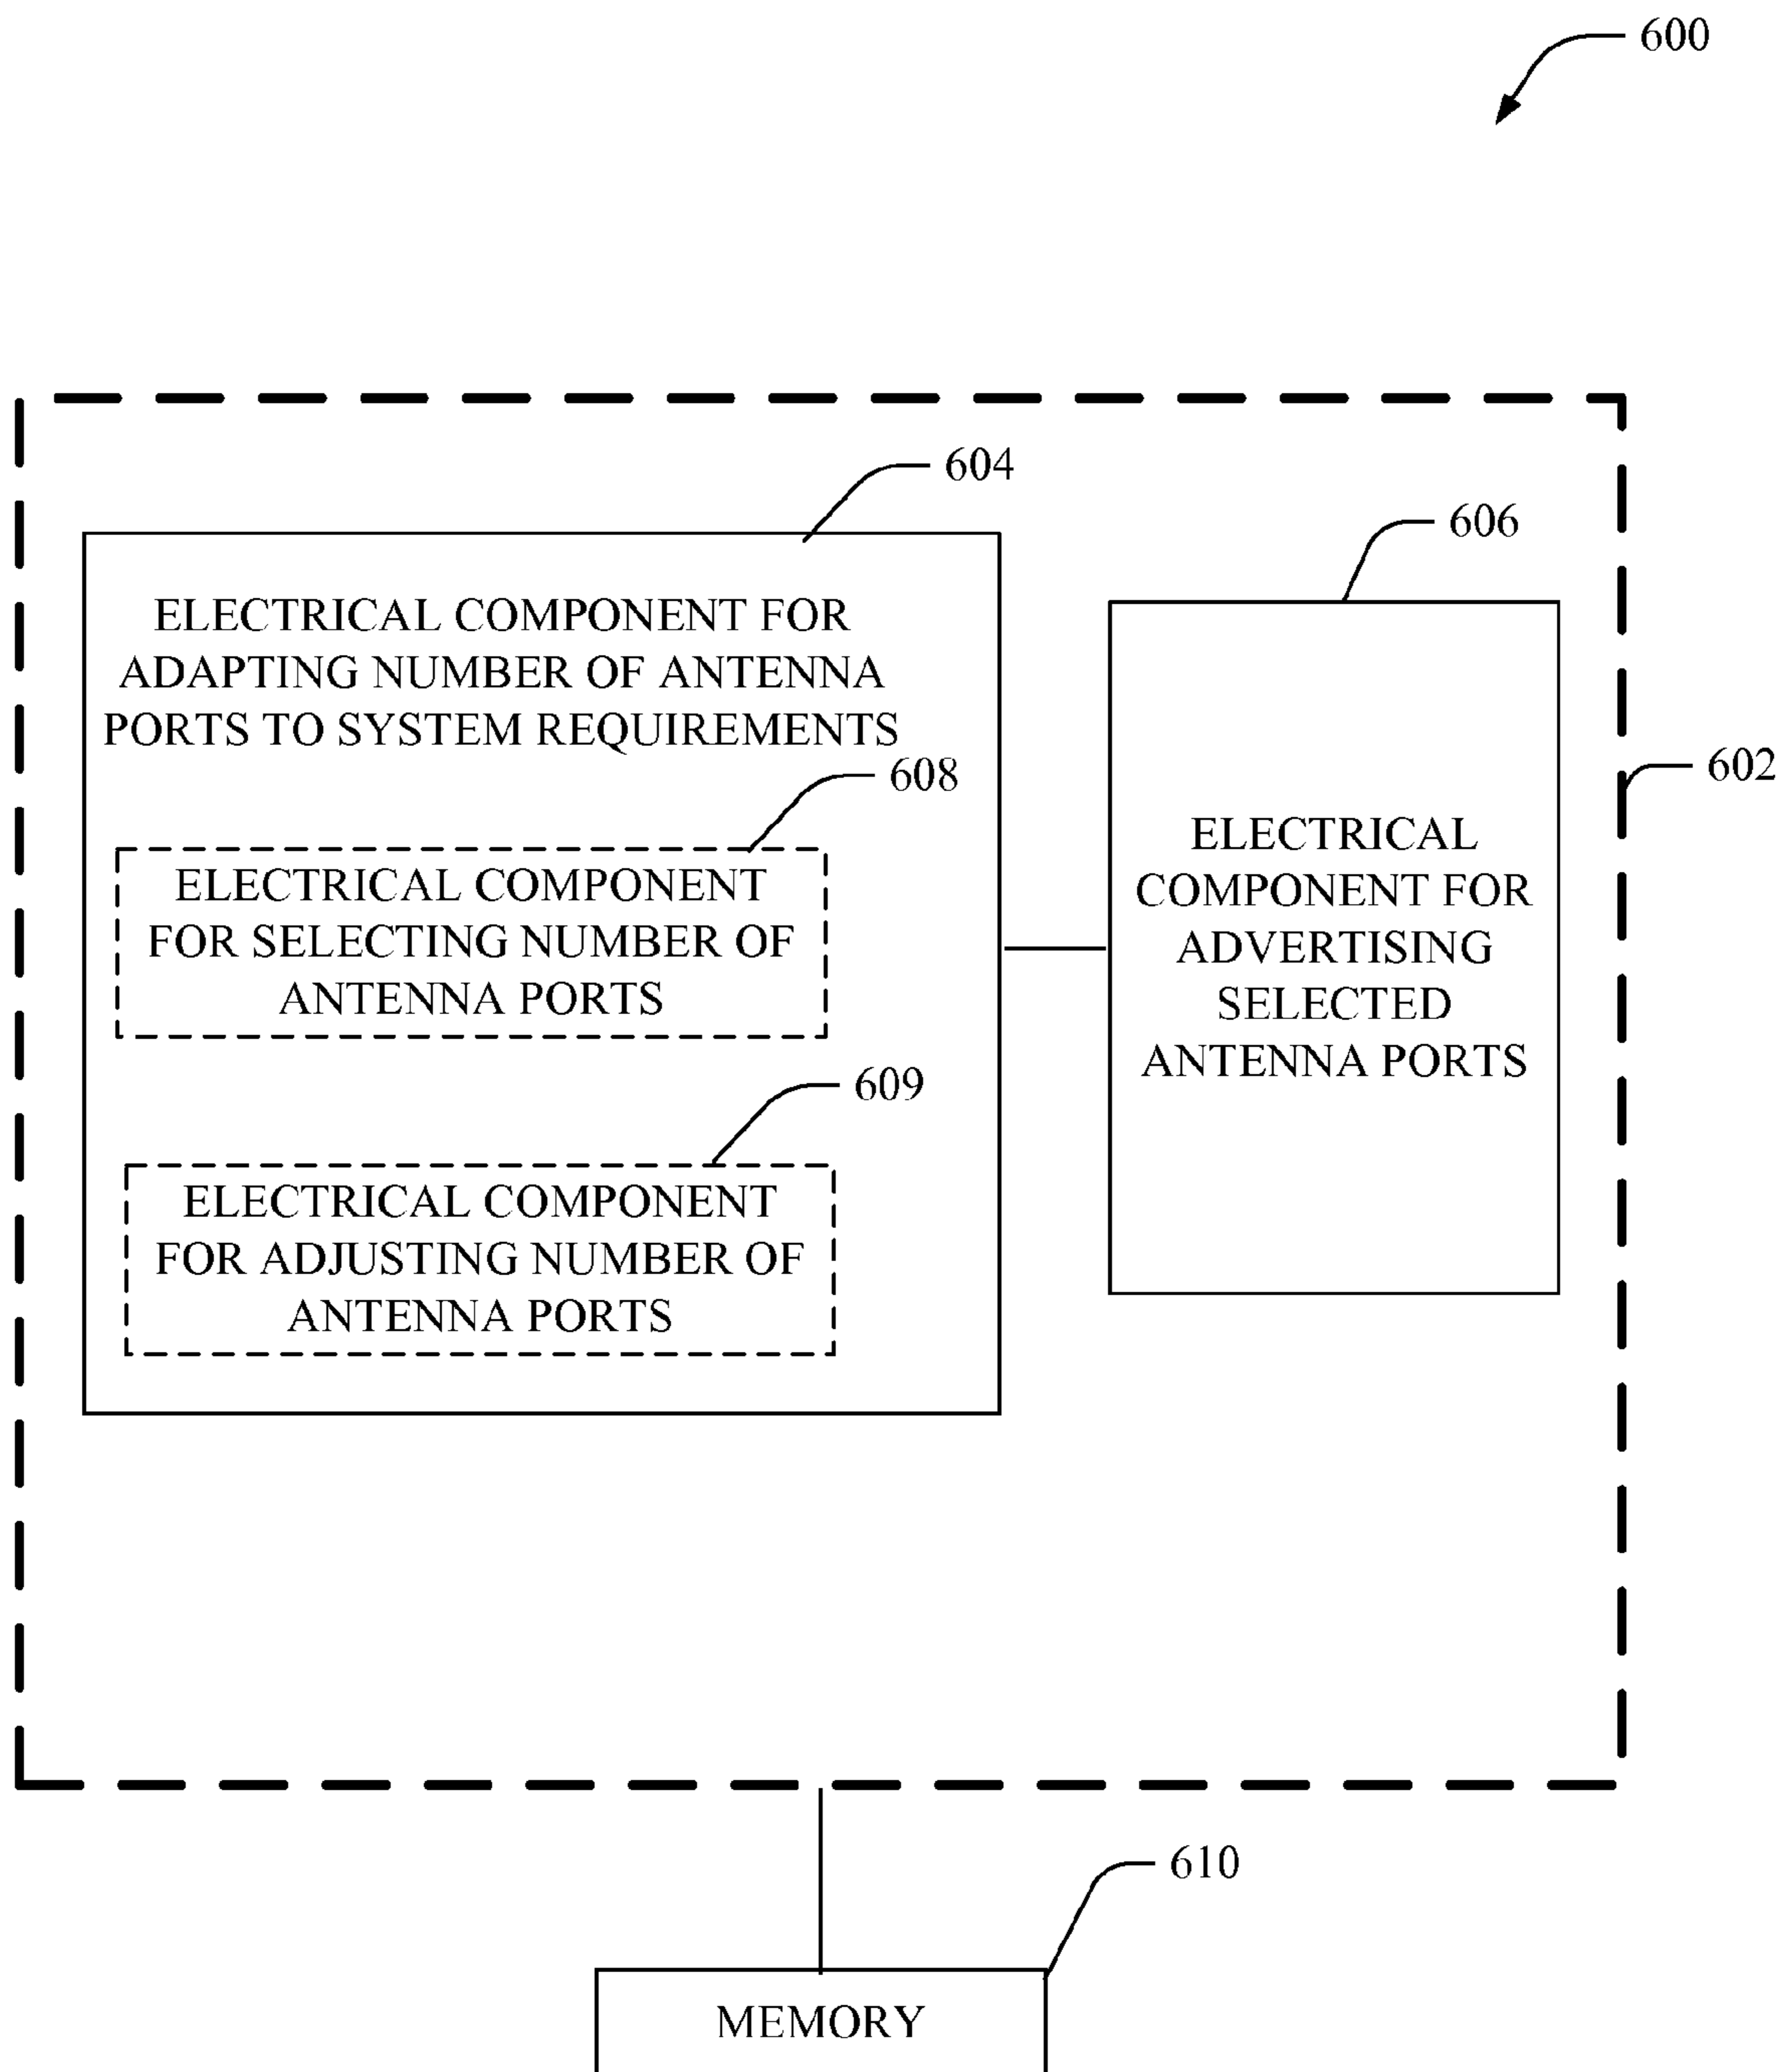 600
604
606
ELECTRICAL COMPONENT FOR
ADAPTING NUMBER OF ANTENNA
PORTS TO SYSTEM REQUIREMENTS
608
602
ELECTRICAL COMPONENT
FOR SELECTING NUMBER OF
ANTENNA PORTS
ELECTRICAL
COMPONENT FOR
ADVERTISING
SELECTED
ANTENNA PORTS
609
ELECTRICAL COMPONENT
FOR ADJUSTING NUMBER OF
ANTENNA PORTS
610
MEMORY